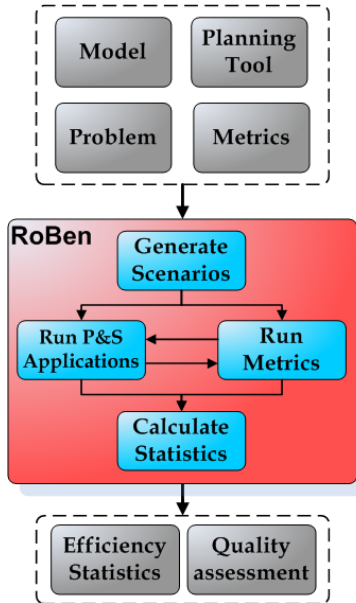 Model
Planning
Tool
Problem
Metrics
RoBen
Generate
Scenarios
Run P&S
Applications
Run
Metrics
Calculate
Statistics
Efficiency
Statistics
Quality
assessment